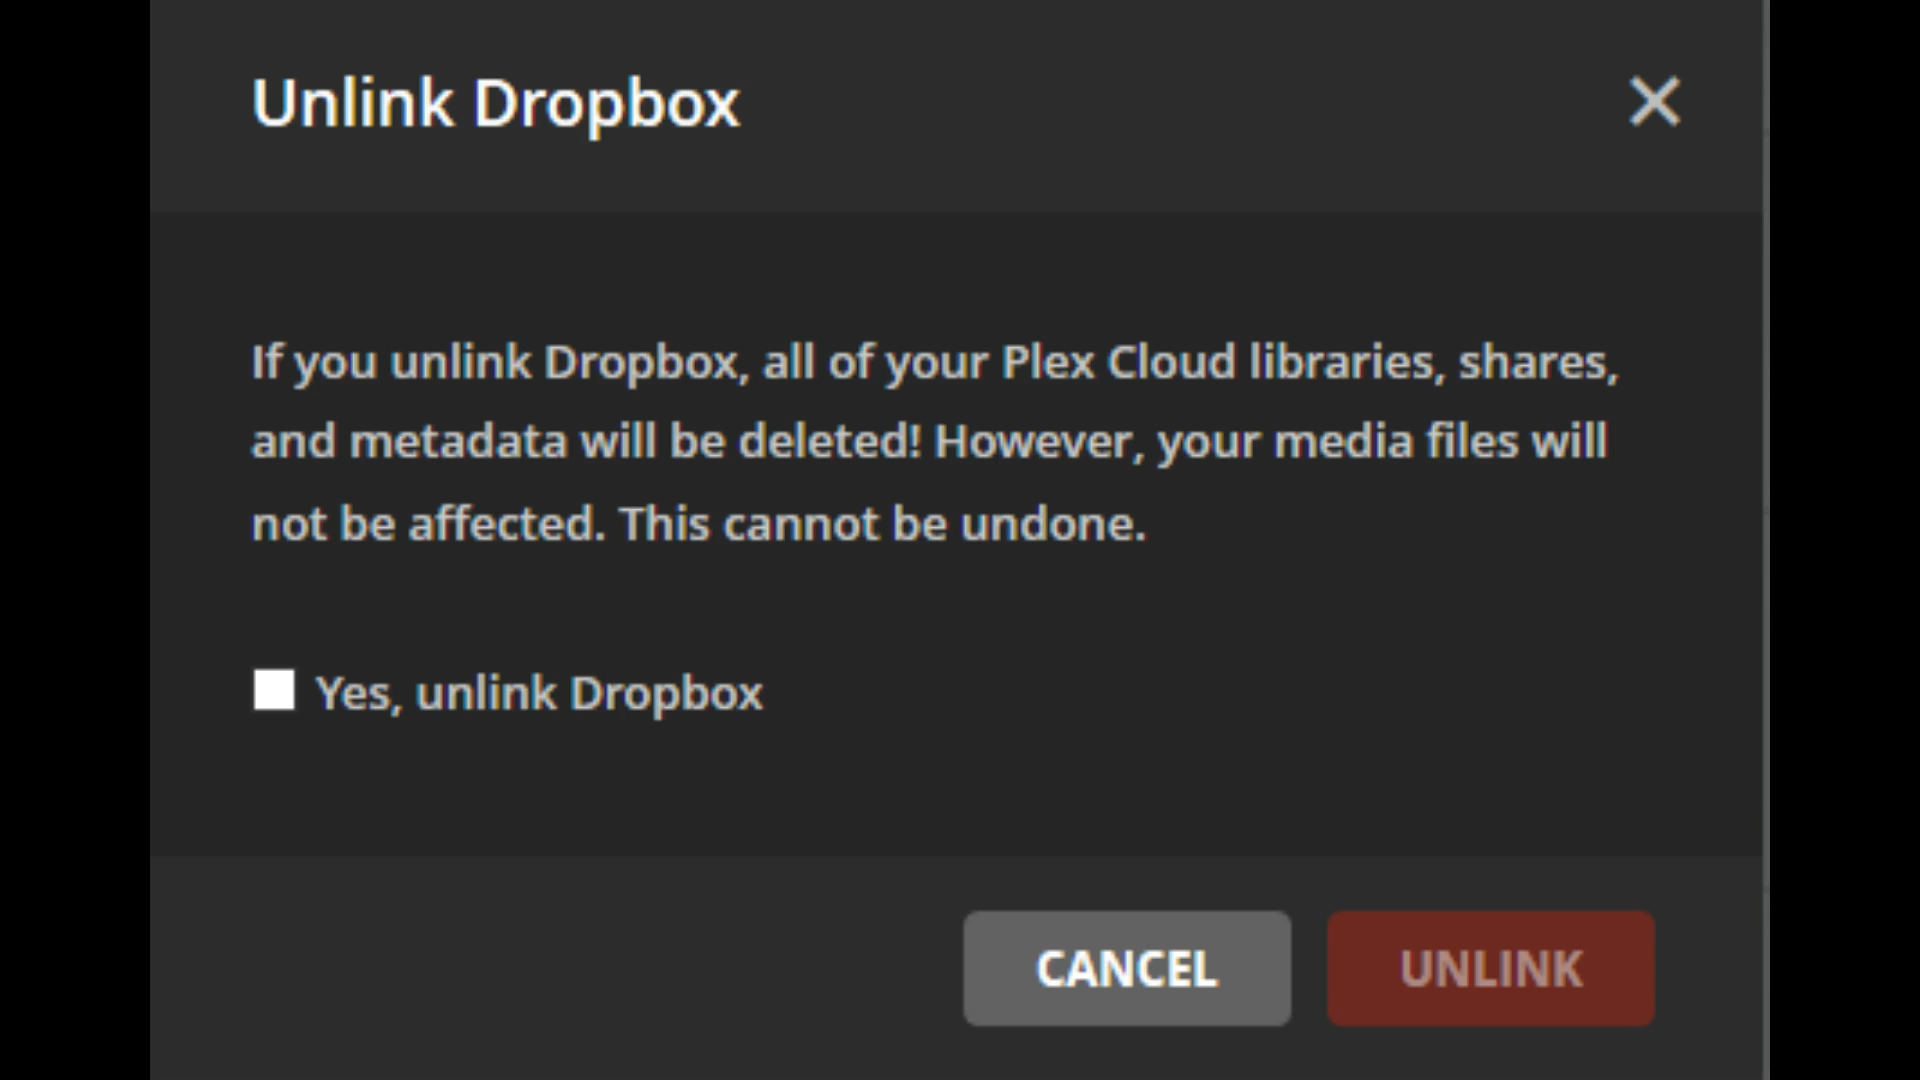 Unlink Dropbox
If you unlink Dropbox, all of your Plex Cloud libraries, shares,
and metadata will be deleted! However, your media files will
not be affected. This cannot be undone.
Yes, unlink Dropbox
CANCEL UNLINK